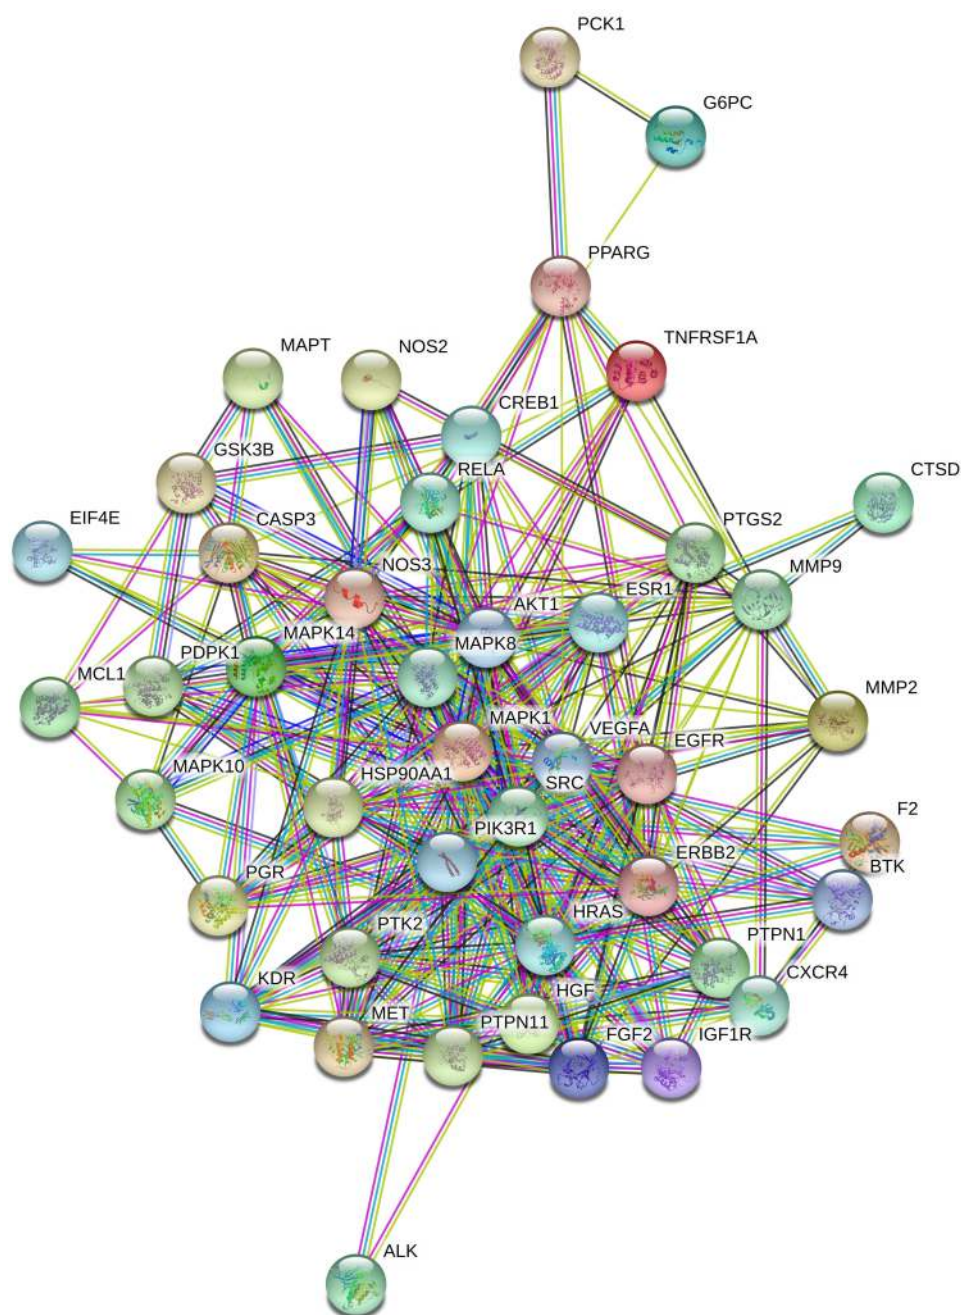 PCK1
G6PC
PPARG
TNFRSF1A
MAPT
NOS2
CREB1
GSK3B
RELA
CTSD
EIF4E
CASP3
PTGS2
NOS3
MMP9
AKT1
ESR1
MAPK14
MAPK8
PDPK1
MCL1
MMP2
MAPK1
VEGFA
EGFR
MAPK10
HSP90AA1
SRC
F2
PIK3R1
ERBB2
BTK
PGR
HRAS
PTK2
PTPN1
KDR
HGF
CXCR4
MET
PTPN11
FGF2
IGF1R
ALK